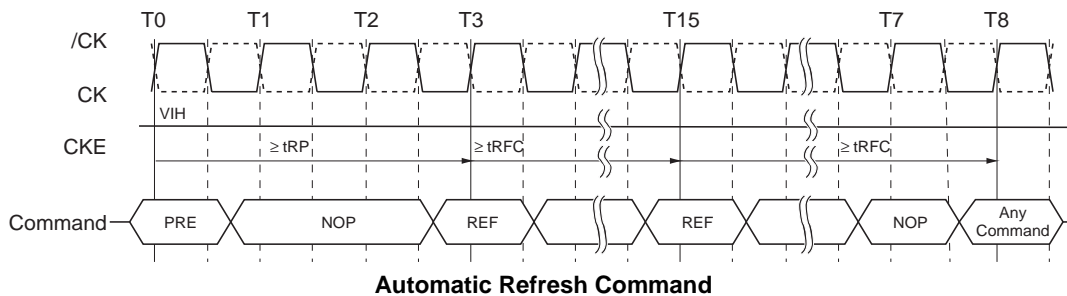 T0 T1 T2 T3 T15 T7 T8
/CK
CK
VIH
CKE
≥ tRP ≥ tRFC ≥ tRFC
Command PRE NOP REF REF NOP Any Command
Automatic Refresh Command